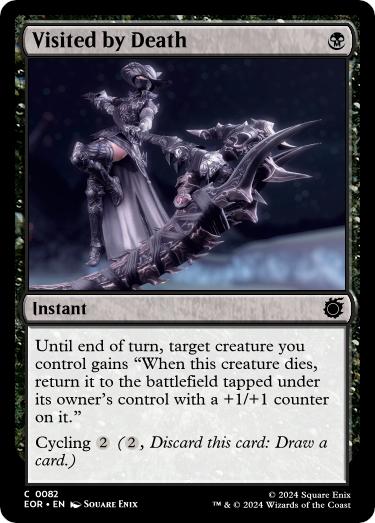 Visited by Death
Instant
Until end of turn, target creature you
control gains “When this creature dies,
return it to the battlefield tapped under
its owner’s control with a +1/+1 counter
on it.”
Cycling 2 (2, Discard this card: Draw a
card.)
C 0082
EOR • EN Square Enix
© 2024 Square Enix
™ & © 2024 Wizards of the Coast